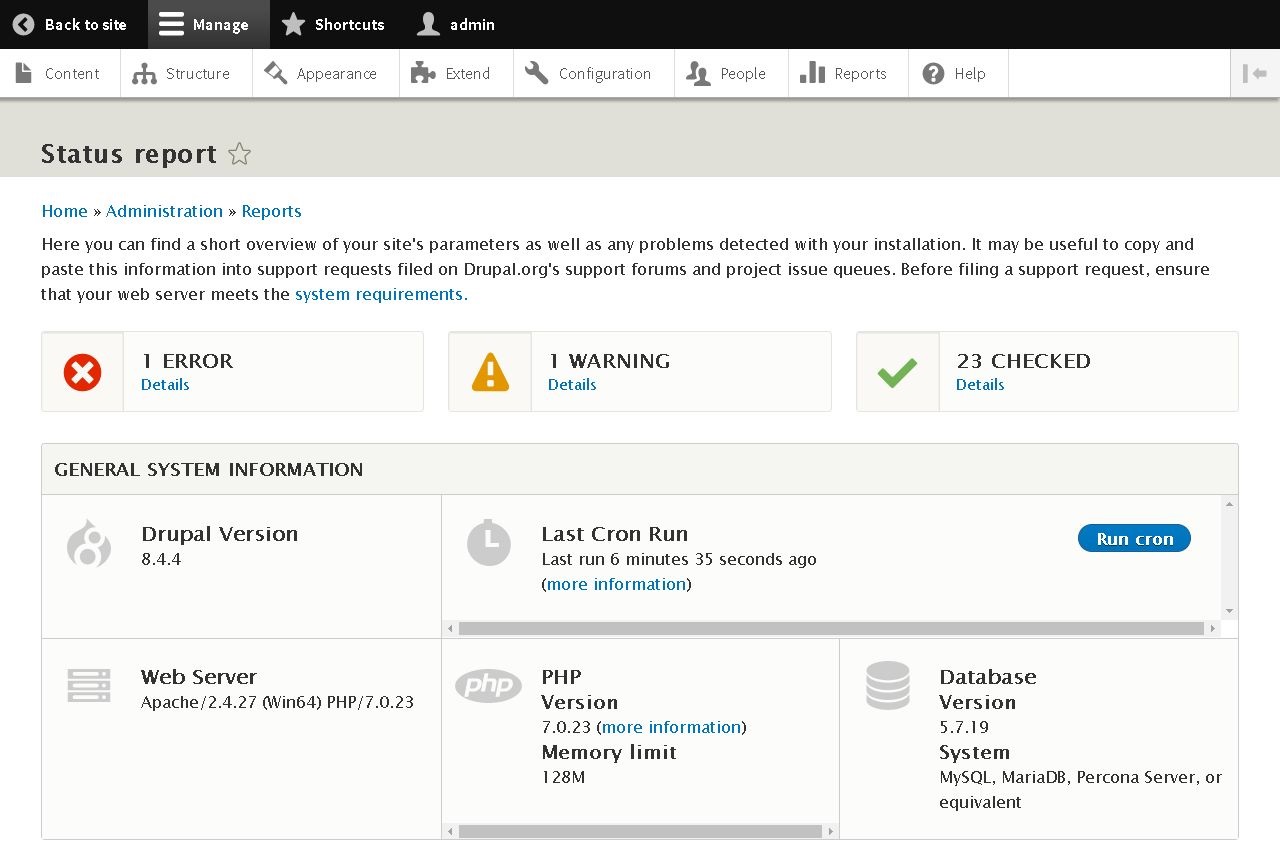 Back to site Manage Shortcuts admin
Content Structure Appearance Extend Configuration People Reports Help
Status report
Home » Administration » Reports
Here you can find a short overview of your site's parameters as well as any problems detected with your installation. It may be useful to copy and
paste this information into support requests filed on Drupal.org's support forums and project issue queues. Before filing a support request, ensure
that your web server meets the system requirements.
1 ERROR
Details
1 WARNING
Details
23 CHECKED
Details
GENERAL SYSTEM INFORMATION
Drupal Version
8.4.4
Last Cron Run
Last run 6 minutes 35 seconds ago
(more information)
Run cron
Web Server
Apache/2.4.27 (Win64) PHP/7.0.23
php
PHP
Version
7.0.23 (more information)
Memory limit
128M
Database
Version
5.7.19
System
MySQL, MariaDB, Percona Server, or
equivalent